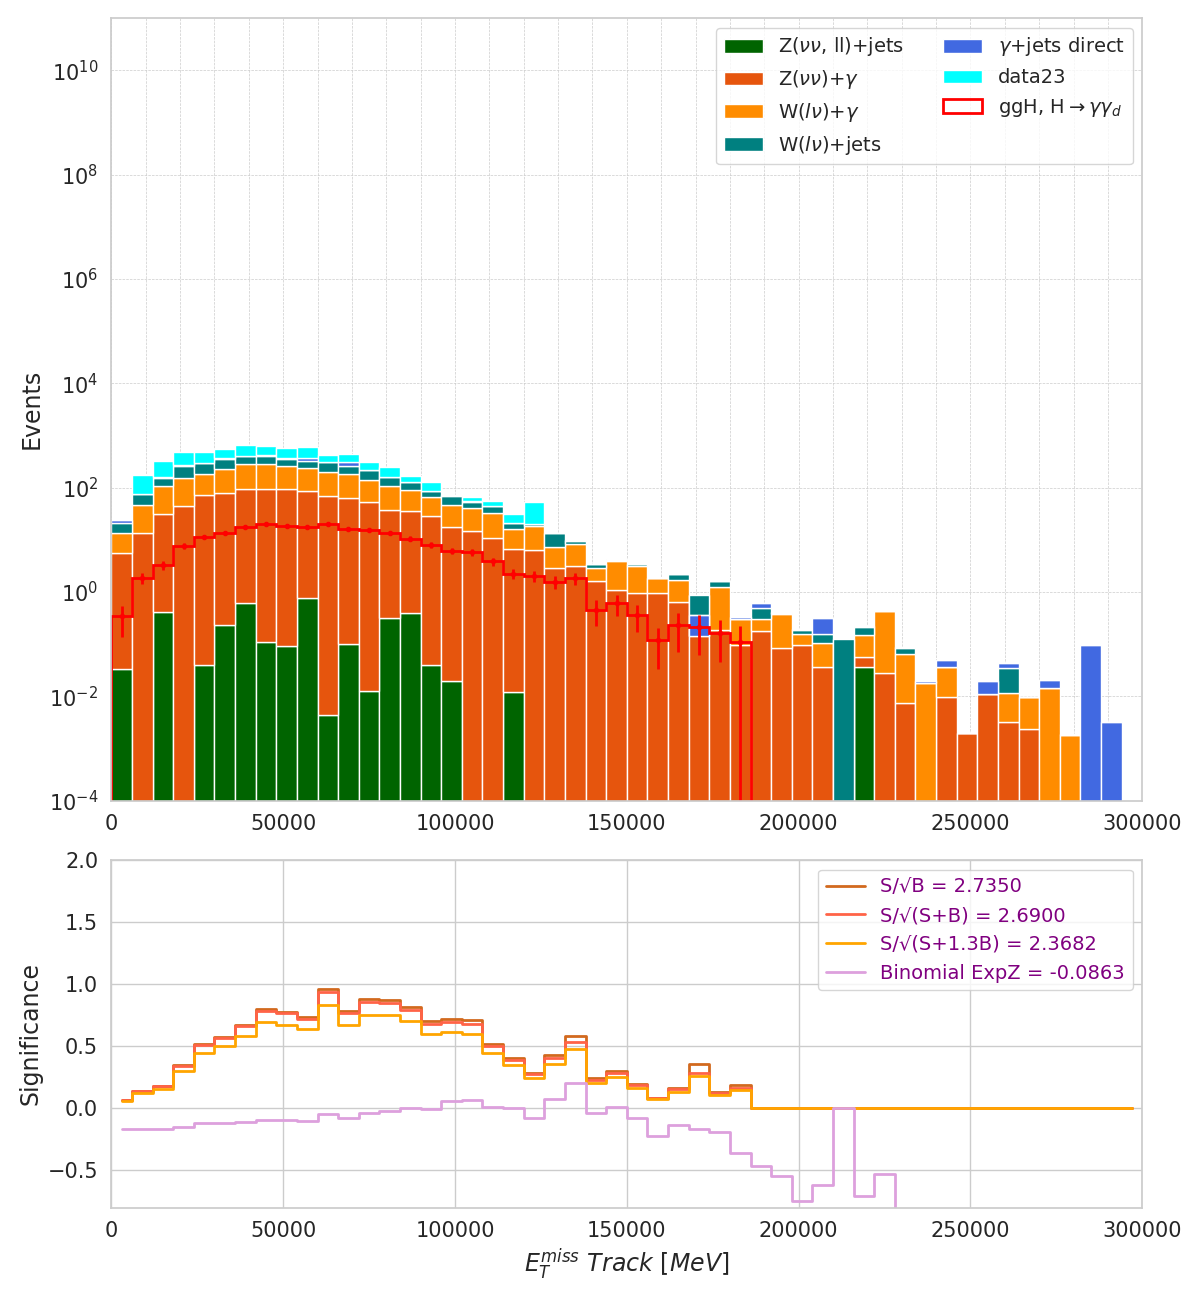 Z(νν, ll)+jets
Z(νν)+γ
W(lν)+γ
W(lν)+jets
γ+jets direct
data23
ggH, H→γγ_d
Events
10^10
10^8
10^6
10^4
10^2
10^0
10^−2
10^−4
0 50000 100000 150000 200000 250000 300000
S/√B = 2.7350
S/√(S+B) = 2.6900
S/√(S+1.3B) = 2.3682
Binomial ExpZ = -0.0863
Significance
2.0
1.5
1.0
0.5
0.0
−0.5
0 50000 100000 150000 200000 250000 300000
E_T^miss Track [MeV]